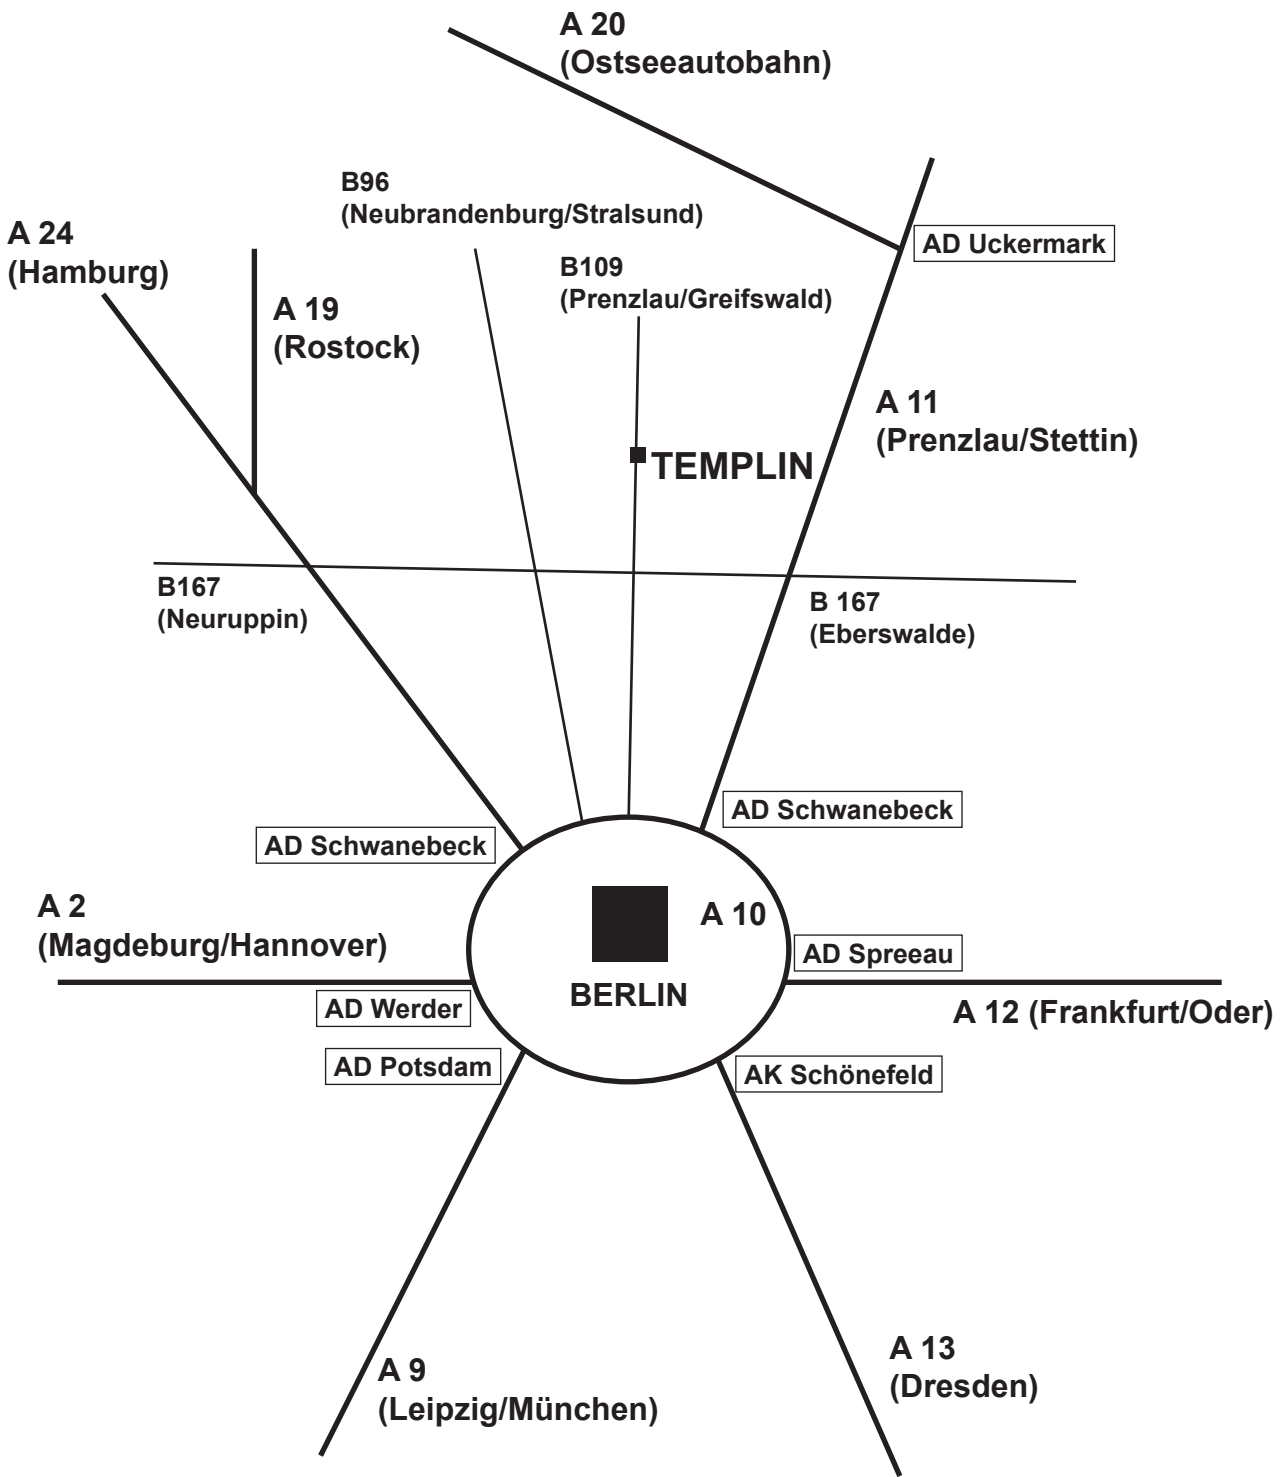 A 20
(Ostseeautobahn)
B96
(Neubrandenburg/Stralsund)
A 24
(Hamburg)
AD Uckermark
B109
(Prenzlau/Greifswald)
A 19
(Rostock)
A 11
(Prenzlau/Stettin)
TEMPLIN
B167
(Neuruppin)
B 167
(Eberswalde)
AD Schwanebeck
AD Schwanebeck
A 2
(Magdeburg/Hannover)
A 10
AD Spreeau
BERLIN
AD Werder
A 12 (Frankfurt/Oder)
AD Potsdam
AK Schönefeld
A 13
(Dresden)
A 9
(Leipzig/München)